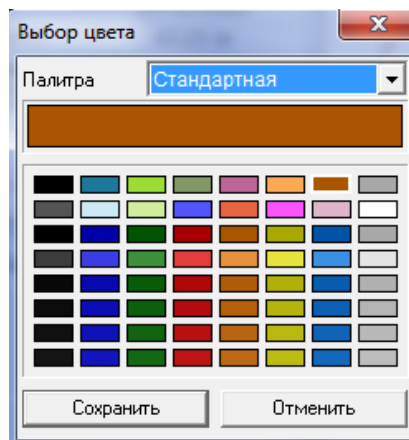 Выбор цвета
Палитра Стандартная
Сохранить Отменить